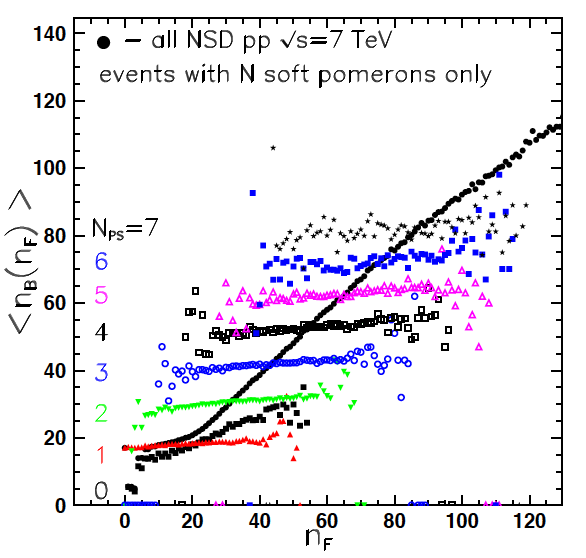 ● – all NSD pp √s=7 TeV
events with N soft pomerons only
<n_B(n_F)>
140
120
100
80
60
40
20
0
N_PS=7
6
5
4
3
2
1
0
0 20 40 60 80 100 120
n_F